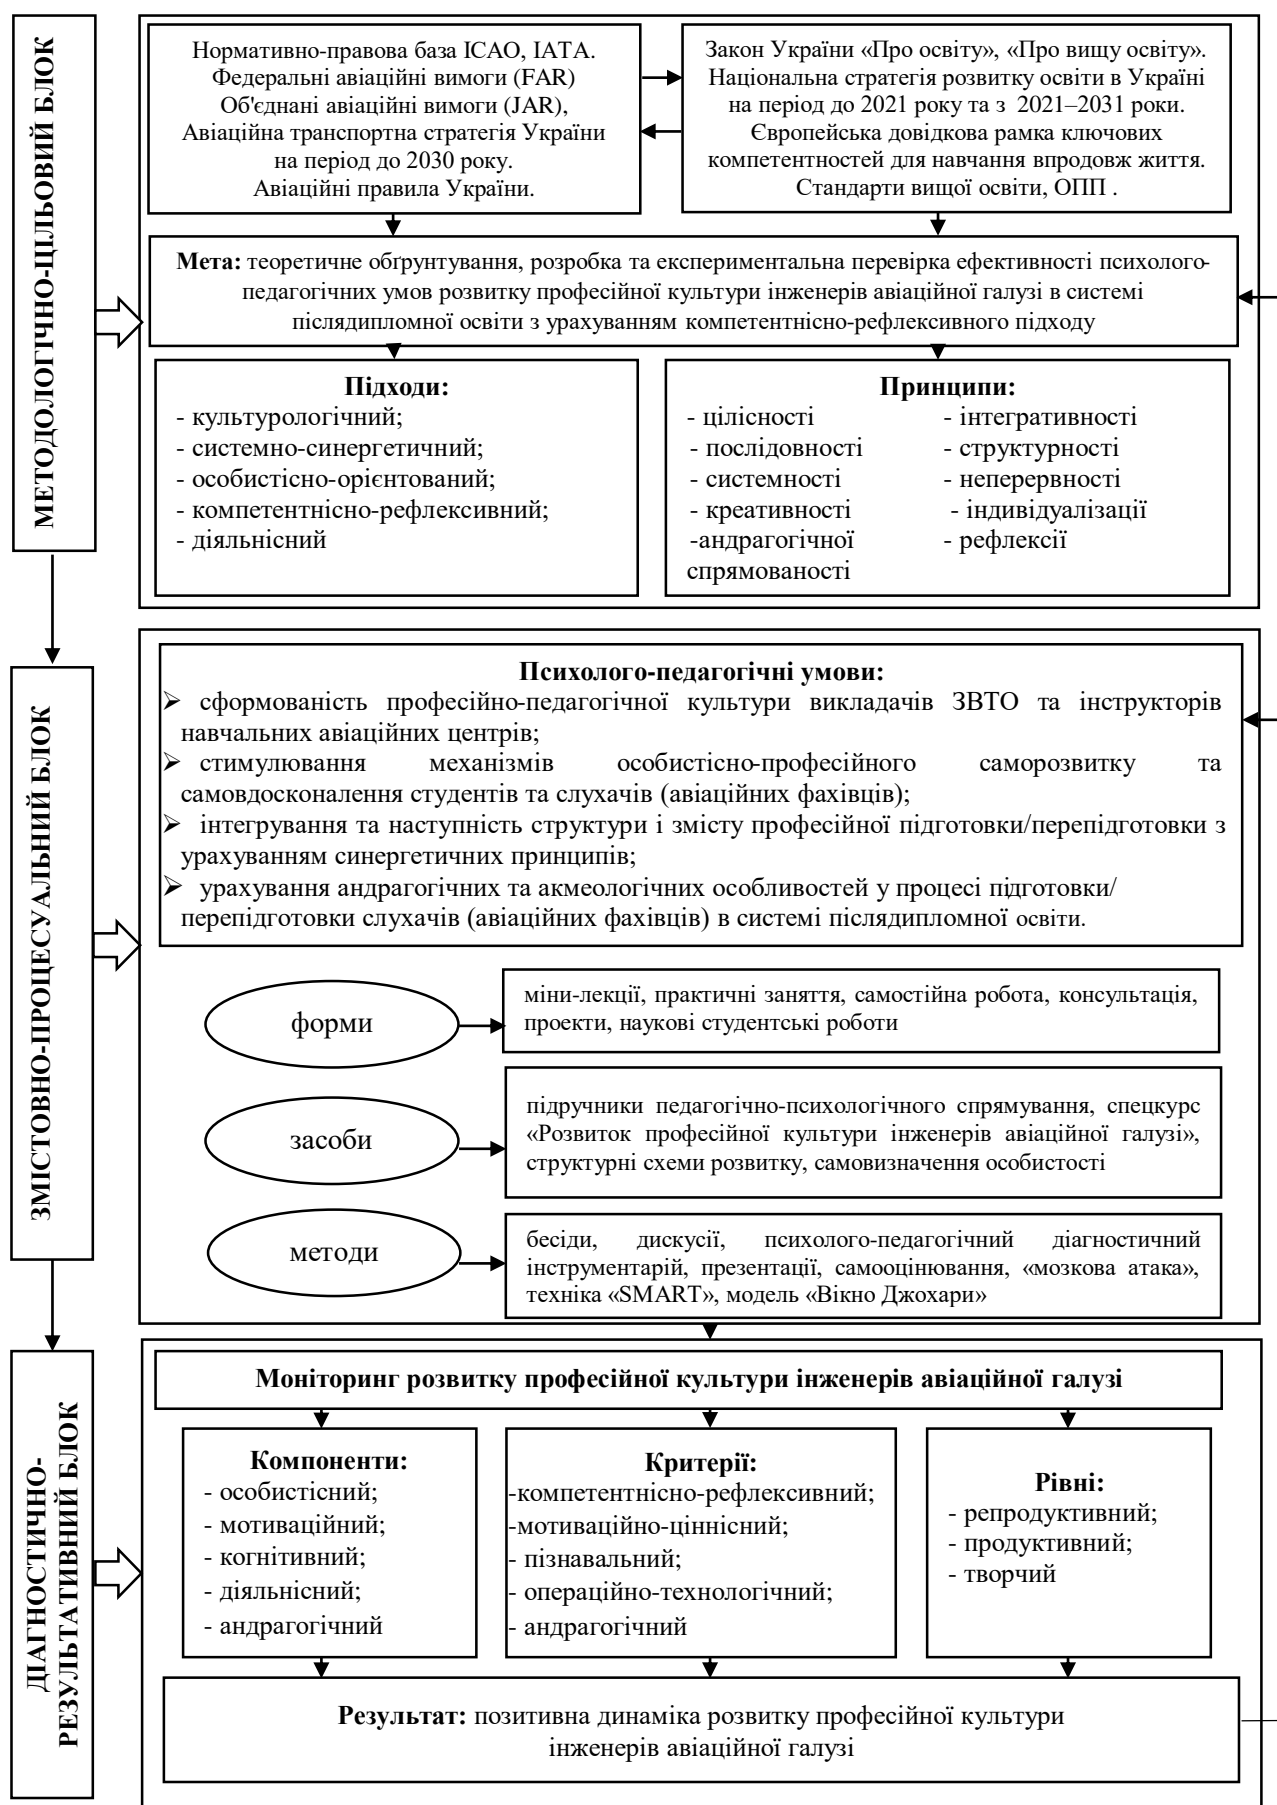 МЕТОДОЛОГІЧНО-ЦІЛЬОВИЙ БЛОК
Нормативно-правова база ICAO, IATA.
Федеральні авіаційні вимоги (FAR)
Об'єднані авіаційні вимоги (JAR),
Авіаційна транспортна стратегія України
на період до 2030 року.
Авіаційні правила України.
Закон України «Про освіту», «Про вищу освіту».
Національна стратегія розвитку освіти в Україні
на період до 2021 року та з 2021–2031 роки.
Європейська довідкова рамка ключових
компетентностей для навчання впродовж життя.
Стандарти вищої освіти, ОПП .
Мета: теоретичне обґрунтування, розробка та експериментальна перевірка ефективності психолого-
педагогічних умов розвитку професійної культури інженерів авіаційної галузі в системі
післядипломної освіти з урахуванням компетентнісно-рефлексивного підходу
Підходи:
- культурологічний;
- системно-синергетичний;
- особистісно-орієнтований;
- компетентнісно-рефлексивний;
- діяльнісний
Принципи:
- цілісності
- послідовності
- системності
- креативності
-андрагогічної
спрямованості
- інтегративності
- структурності
- неперервності
- індивідуалізації
- рефлексії
ЗМІСТОВНО-ПРОЦЕСУАЛЬНИЙ БЛОК
Психолого-педагогічні умови:
➢ сформованість професійно-педагогічної культури викладачів ЗВТО та інструкторів
навчальних авіаційних центрів;
➢ стимулювання механізмів особистісно-професійного саморозвитку та
самовдосконалення студентів та слухачів (авіаційних фахівців);
➢ інтегрування та наступність структури і змісту професійної підготовки/перепідготовки з
урахуванням синергетичних принципів;
➢ урахування андрагогічних та акмеологічних особливостей у процесі підготовки/
перепідготовки слухачів (авіаційних фахівців) в системі післядипломної освіти.
форми
міни-лекції, практичні заняття, самостійна робота, консультація,
проекти, наукові студентські роботи
засоби
підручники педагогічно-психологічного спрямування, спецкурс
«Розвиток професійної культури інженерів авіаційної галузі»,
структурні схеми розвитку, самовизначення особистості
методи
бесіди, дискусії, психолого-педагогічний діагностичний
інструментарій, презентації, самооцінювання, «мозкова атака»,
техніка «SMART», модель «Вікно Джохари»
ДІАГНОСТИЧНО-
РЕЗУЛЬТАТИВНИЙ БЛОК
Моніторинг розвитку професійної культури інженерів авіаційної галузі
Компоненти:
- особистісний;
- мотиваційний;
- когнітивний;
- діяльнісний;
- андрагогічний
Критерії:
-компетентнісно-рефлексивний;
-мотиваційно-ціннісний;
- пізнавальний;
- операційно-технологічний;
- андрагогічний
Рівні:
- репродуктивний;
- продуктивний;
- творчий
Результат: позитивна динаміка розвитку професійної культури
інженерів авіаційної галузі